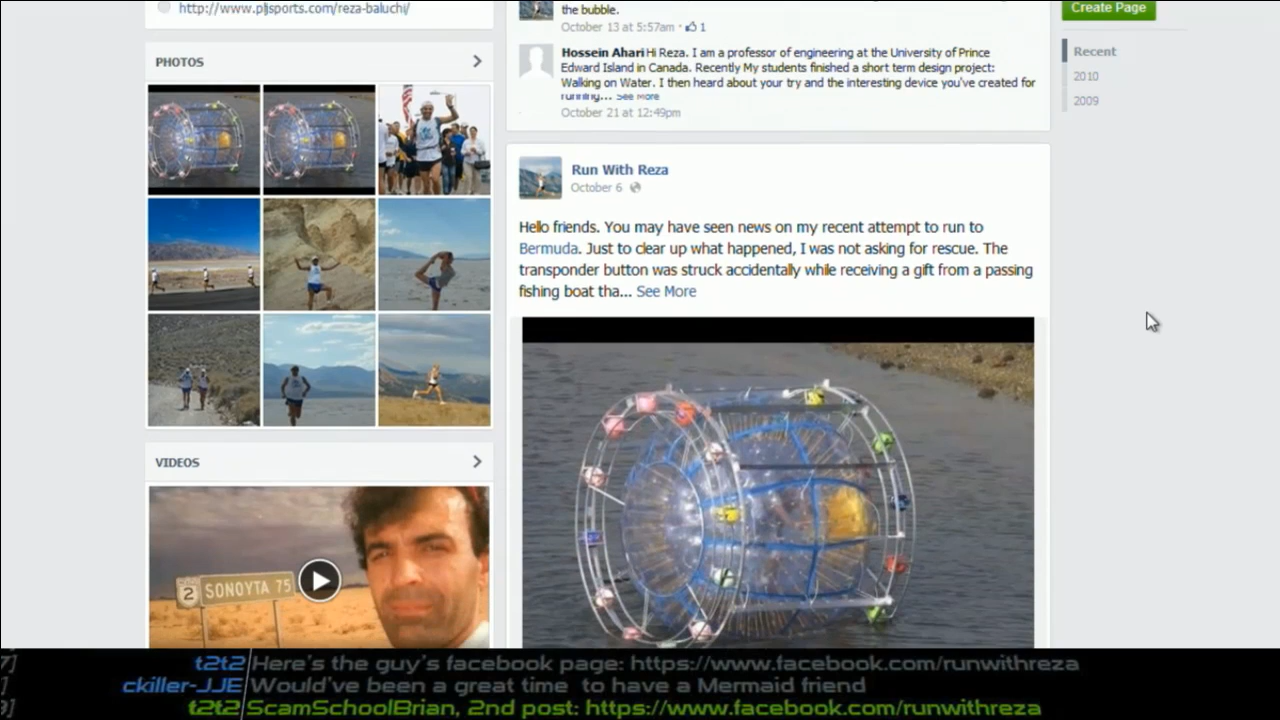 http://www.plsports.com/reza-baluchi/
the bubble.
October 13 at 5:57am · 1
Create Page
Recent
2010
2009
PHOTOS
Hossein Ahari Hi Reza. I am a professor of engineering at the University of Prince
Edward Island in Canada. Recently My students finished a short term design project:
Walking on Water. I then heard about your try and the interesting device you've created for
running... See More
October 21 at 12:49pm
Run With Reza
October 6
Hello friends. You may have seen news on my recent attempt to run to
Bermuda. Just to clear up what happened, I was not asking for rescue. The
transponder button was struck accidentally while receiving a gift from a passing
fishing boat tha... See More
VIDEOS
2 SONOYTA 75
7] t2t2 Here's the guy's facebook page: https://www.facebook.com/runwithreza
] ckiller-JJE Would've been a great time to have a Mermaid friend
9] t2t2 ScamSchoolBrian, 2nd post: https://www.facebook.com/runwithreza